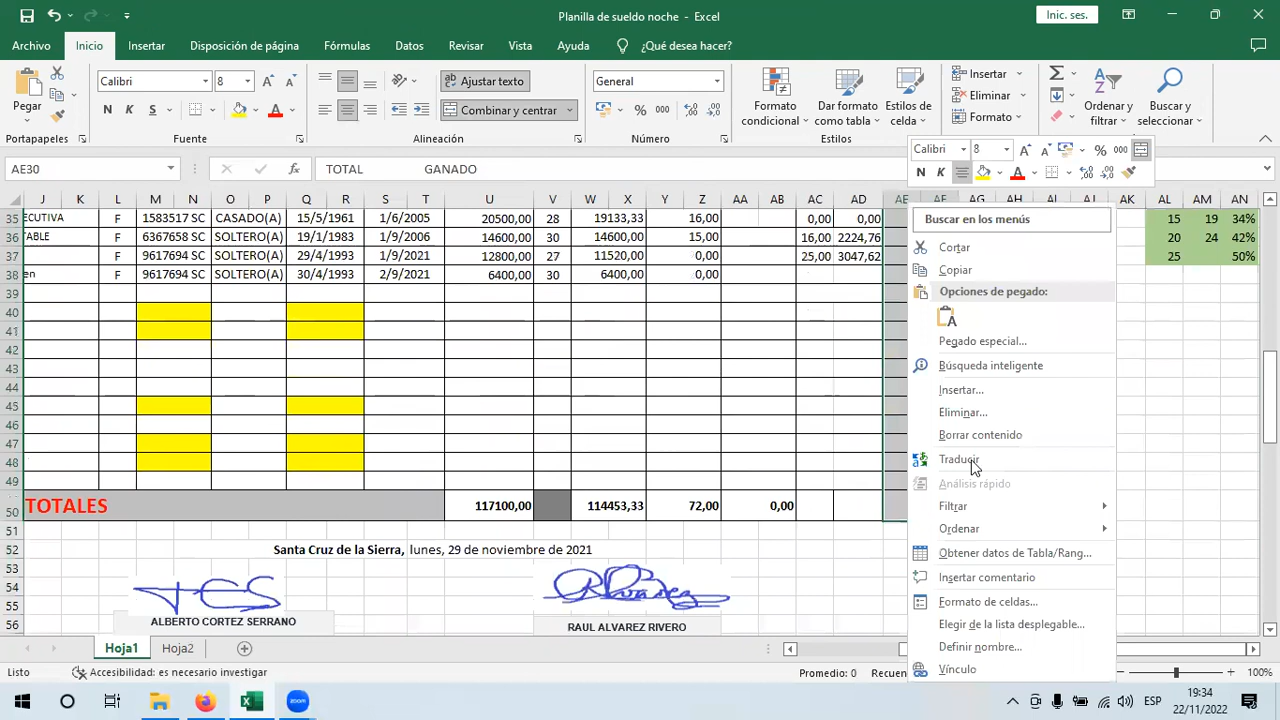 Planilla de sueldo noche - Excel
Inic. ses.
Archivo Inicio Insertar Disposición de página Fórmulas Datos Revisar Vista Ayuda ¿Qué desea hacer?
Pegar
Calibri 8
N K S
Ajustar texto
Combinar y centrar
General
% 000
Formato condicional
Dar formato como tabla
Estilos de celda
Insertar
Eliminar
Formato
Ordenar y filtrar
Buscar y seleccionar
Portapapeles Fuente Alineación Número Estilos
Calibri 8 % 000
N K A
AE30 fx TOTAL GANADO
J K L M N O P Q R S T U V W X Y Z AA AB AC AD AE AF AG AH AI AJ AK AL AM AN
35 ECUTIVA F 1583517 SC CASADO(A) 15/5/1961 1/6/2005 20500,00 28 19133,33 16,00 0,00 0,00 15 19 34%
36 TABLE F 6367658 SC SOLTERO(A) 19/1/1983 1/9/2006 14600,00 30 14600,00 15,00 16,00 2224,76 20 24 42%
37 F 9617694 SC SOLTERO(A) 29/4/1993 1/9/2021 12800,00 27 11520,00 0,00 25,00 3047,62 25 50%
38 en F 9617694 SC SOLTERO(A) 30/4/1993 2/9/2021 6400,00 30 6400,00 0,00
39
40
41
42
43
44
45
46
47
48
49
50 TOTALES 117100,00 114453,33 72,00 0,00
51
52 Santa Cruz de la Sierra, lunes, 29 de noviembre de 2021
53
54
55
56
ALBERTO CORTEZ SERRANO
RAUL ALVAREZ RIVERO
Buscar en los menús
Cortar
Copiar
Opciones de pegado:
Pegado especial...
Búsqueda inteligente
Insertar...
Eliminar...
Borrar contenido
Traducir
Análisis rápido
Filtrar
Ordenar
Obtener datos de Tabla/Rang...
Insertar comentario
Formato de celdas...
Elegir de la lista desplegable...
Definir nombre...
Vínculo
Hoja1 Hoja2
Listo Accesibilidad: es necesario investigar Promedio: 0 100%
zoom
ESP
19:34
22/11/2022